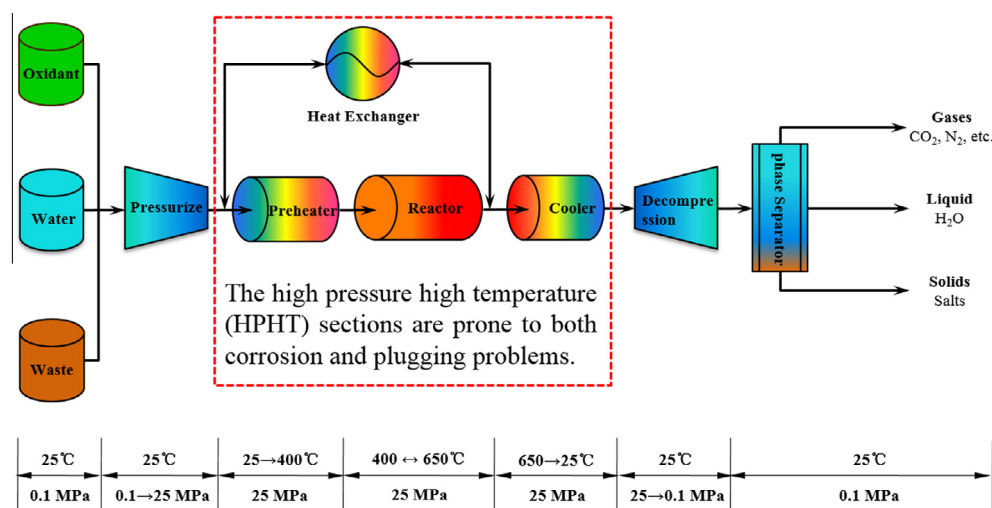 Oxidant
Water
Waste
Pressurize
Heat Exchanger
Preheater
Reactor
Cooler
The high pressure high temperature
(HPHT) sections are prone to both
corrosion and plugging problems.
Decompre
ssion
phase Separator
Gases
CO₂, N₂, etc.
Liquid
H₂O
Solids
Salts
25℃
25℃
25→400℃
400 ↔ 650℃
650→25℃
25℃
25℃
0.1 MPa
0.1→25 MPa
25 MPa
25 MPa
25 MPa
25→0.1 MPa
0.1 MPa